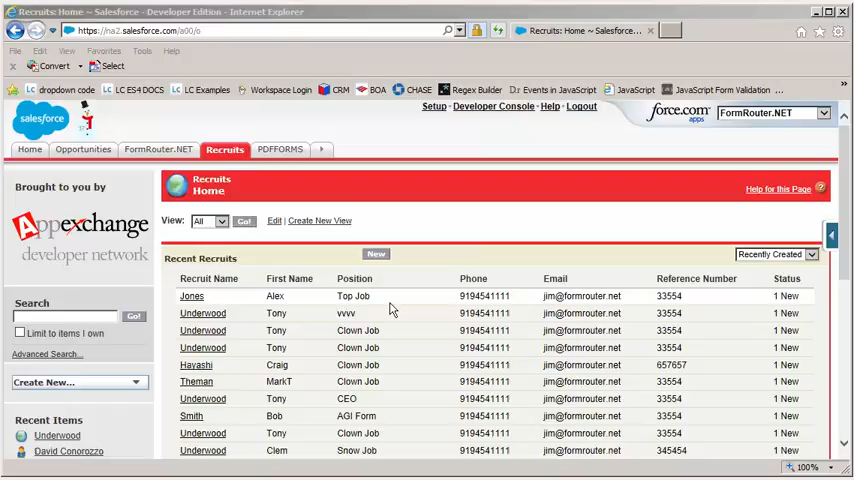 Recruits: Home ~ Salesforce - Developer Edition - Internet Explorer
https://na2.salesforce.com/a00/o
Recruits: Home ~ Salesforce...
File Edit View Favorites Tools Help
x Convert Select
LC dropdown code LC LC ES4 DOCS LC LC Examples Workspace Login CRM BOA CHASE Regex Builder Events in JavaScript JavaScript JavaScript Form Validation ...
salesforce
Setup Developer Console Help Logout
force.com apps
FormRouter.NET
Home Opportunities FormRouter.NET Recruits PDFFORMS
Brought to you by
Appexchange
developer network
Search
Go!
Limit to items I own
Advanced Search...
Create New...
Recent Items
Underwood
David Conorozzo
Recruits
Home
Help for this Page ?
View: All Go! Edit | Create New View
Recent Recruits New Recently Created
Recruit Name First Name Position Phone Email Reference Number Status
Jones Alex Top Job 9194541111 jim@formrouter.net 33554 1 New
Underwood Tony vvvv 9194541111 jim@formrouter.net 33554 1 New
Underwood Tony Clown Job 9194541111 jim@formrouter.net 33554 1 New
Underwood Tony Clown Job 9194541111 jim@formrouter.net 33554 1 New
Hayashi Craig Clown Job 9194541111 jim@formrouter.net 657657 1 New
Theman MarkT Clown Job 9194541111 jim@formrouter.net 33554 1 New
Underwood Tony CEO 9194541111 jim@formrouter.net 33554 1 New
Smith Bob AGI Form 9194541111 jim@formrouter.net 33554 1 New
Underwood Tony Clown Job 9194541111 jim@formrouter.net 33554 1 New
Underwood Clem Snow Job 9194541111 jim@formrouter.net 345454 1 New
100%